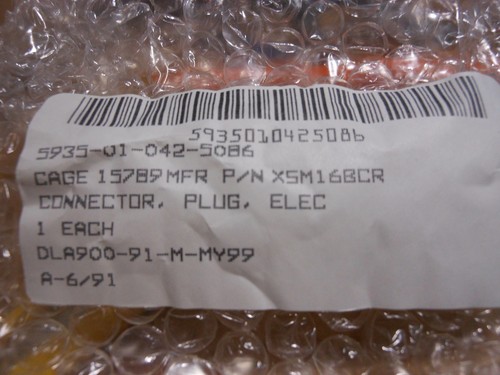 5935010425086
5935-01-042-5086
CAGE 15789 MFR P/N XSM16BCR
CONNECTOR, PLUG, ELEC
1 EACH
DLA900-91-M-MY99
A-6/91